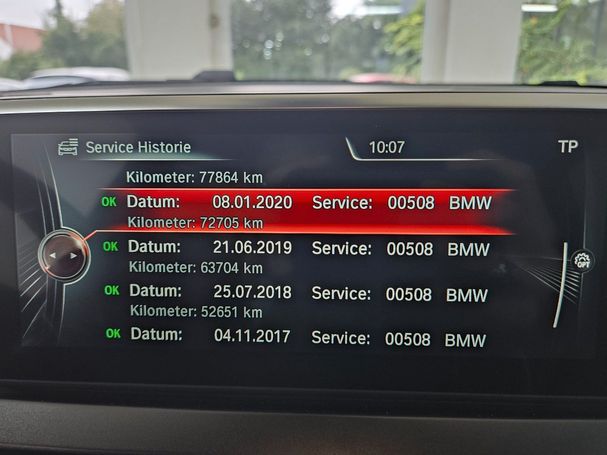 Service Historie 10:07 TP
Kilometer: 77864 km
OK Datum: 08.01.2020 Service: 00508 BMW
Kilometer: 72705 km
OK Datum: 21.06.2019 Service: 00508 BMW
Kilometer: 63704 km
OPT
OK Datum: 25.07.2018 Service: 00508 BMW
Kilometer: 52651 km
OK Datum: 04.11.2017 Service: 00508 BMW